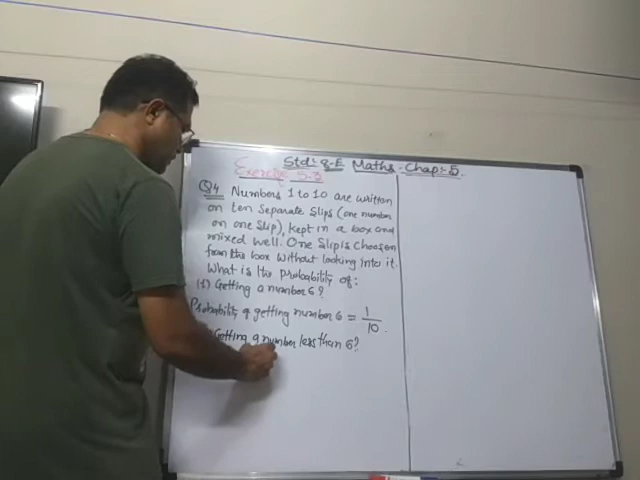 Std:- 8-E Maths Chap:- 5.
Exercise 5.3
Q4 Numbers 1 to 10 are written
on ten separate slips (one number
on one slip), kept in a box and
mixed well. One slip is choosen
from the box without looking into it.
What is the probability of:
(i) Getting a number 6?
Probability of getting number 6 = 1/10.
Getting a number less than 6?